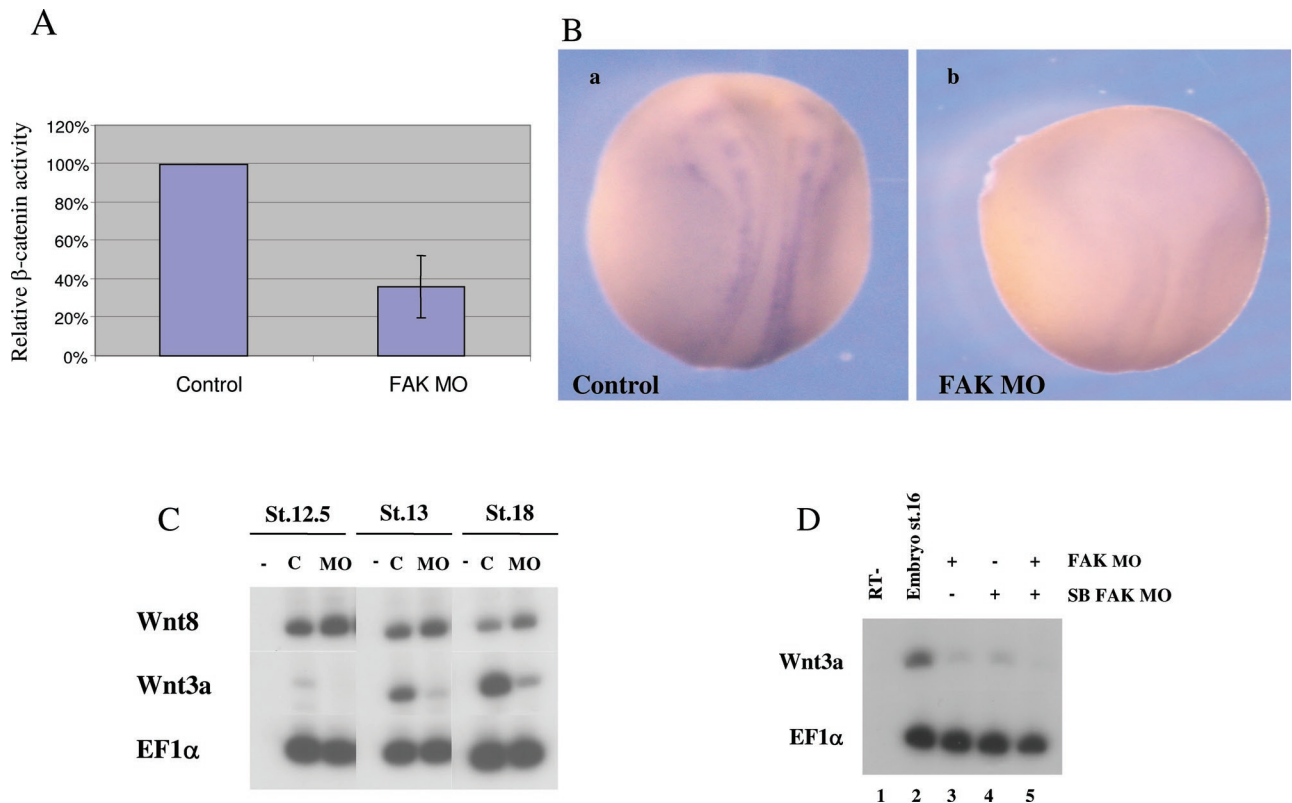 A
B
120%
100%
80%
60%
40%
20%
0%
Relative β-catenin activity
Control
FAK MO
a
b
Control
FAK MO
C
St.12.5 St.13 St.18
- C MO - C MO - C MO
Wnt8
Wnt3a
EF1α
D
RT-
Embryo st.16
+ - + FAK MO
- + + SB FAK MO
Wnt3a
EF1α
1 2 3 4 5